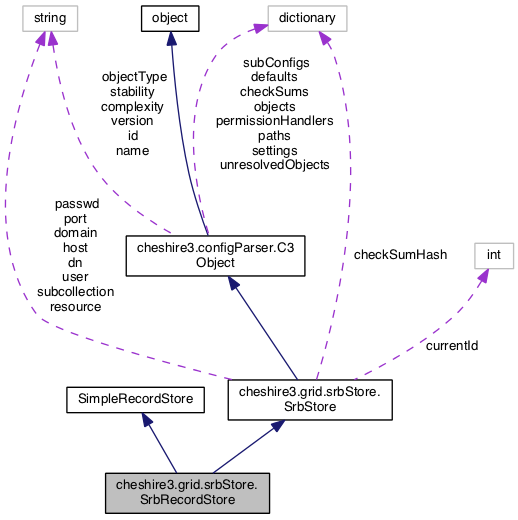 string
object
dictionary
objectType
stability
complexity
version
id
name
subConfigs
defaults
checkSums
objects
permissionHandlers
paths
settings
unresolvedObjects
passwd
port
domain
host
dn
user
subcollection
resource
cheshire3.configParser.C3
Object
checkSumHash
int
currentId
SimpleRecordStore
cheshire3.grid.srbStore.
SrbStore
cheshire3.grid.srbStore.
SrbRecordStore